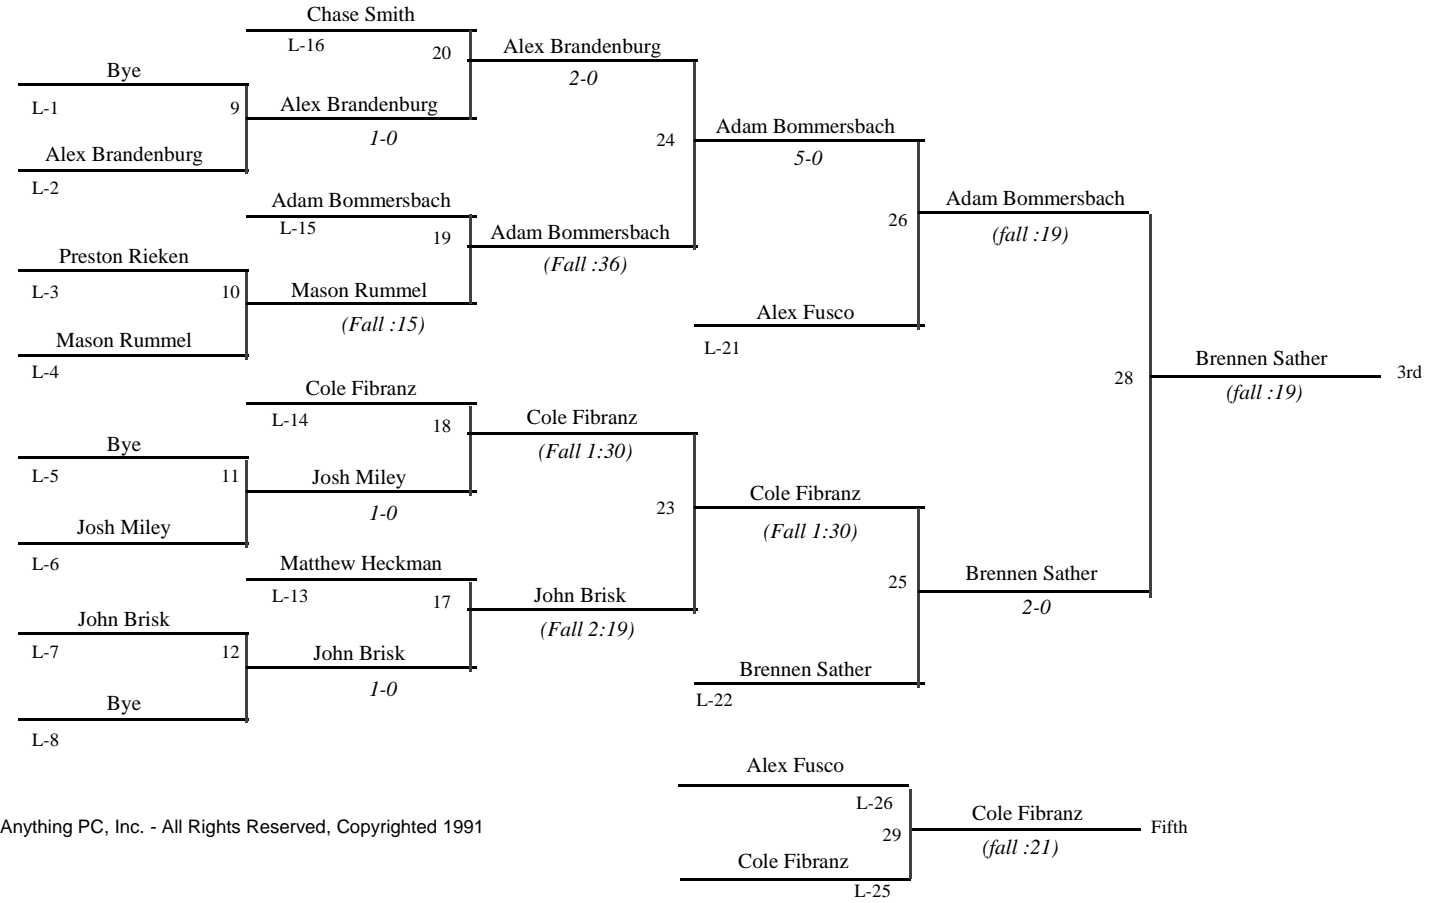 Chase Smith
L-16
20
Alex Brandenburg
2-0
Bye
L-1
9
Alex Brandenburg
1-0
Alex Brandenburg
L-2
24
Adam Bommersbach
5-0
Adam Bommersbach
L-15
19
Adam Bommersbach
(Fall :36)
26
Adam Bommersbach
(fall :19)
Preston Rieken
L-3
10
Mason Rummel
(Fall :15)
Mason Rummel
L-4
Alex Fusco
L-21
28
Brennen Sather
(fall :19)
3rd
Cole Fibranz
L-14
18
Cole Fibranz
(Fall 1:30)
Bye
L-5
11
Josh Miley
1-0
Josh Miley
L-6
23
Cole Fibranz
(Fall 1:30)
Matthew Heckman
L-13
17
John Brisk
(Fall 2:19)
25
Brennen Sather
2-0
John Brisk
L-7
12
John Brisk
1-0
Bye
L-8
Brennen Sather
L-22
Alex Fusco
L-26
29
Cole Fibranz
(fall :21)
Fifth
Cole Fibranz
L-25
Anything PC, Inc. - All Rights Reserved, Copyrighted 1991